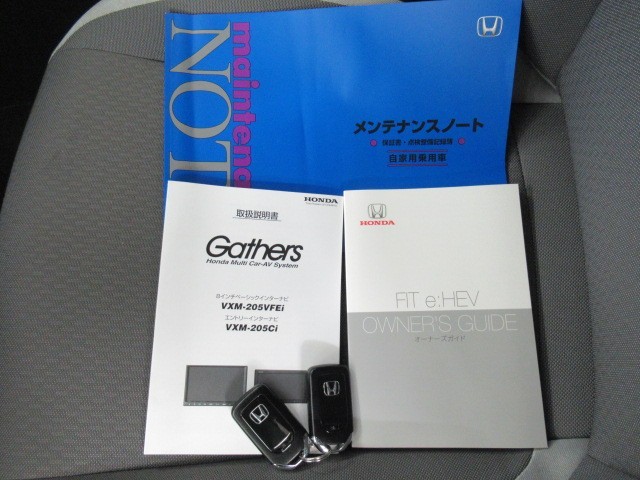 maintenance
NOTE
メンテナンスノート
保証書・点検整備記録簿
自家用乗用車
HONDA
取扱説明書
Gathers
Honda Multi Car-AV System
8インチベーシックインターナビ
VXM-205VFEi
エントリーインターナビ
VXM-205Ci
HONDA
FIT e:HEV
OWNER'S GUIDE
オーナーズガイド